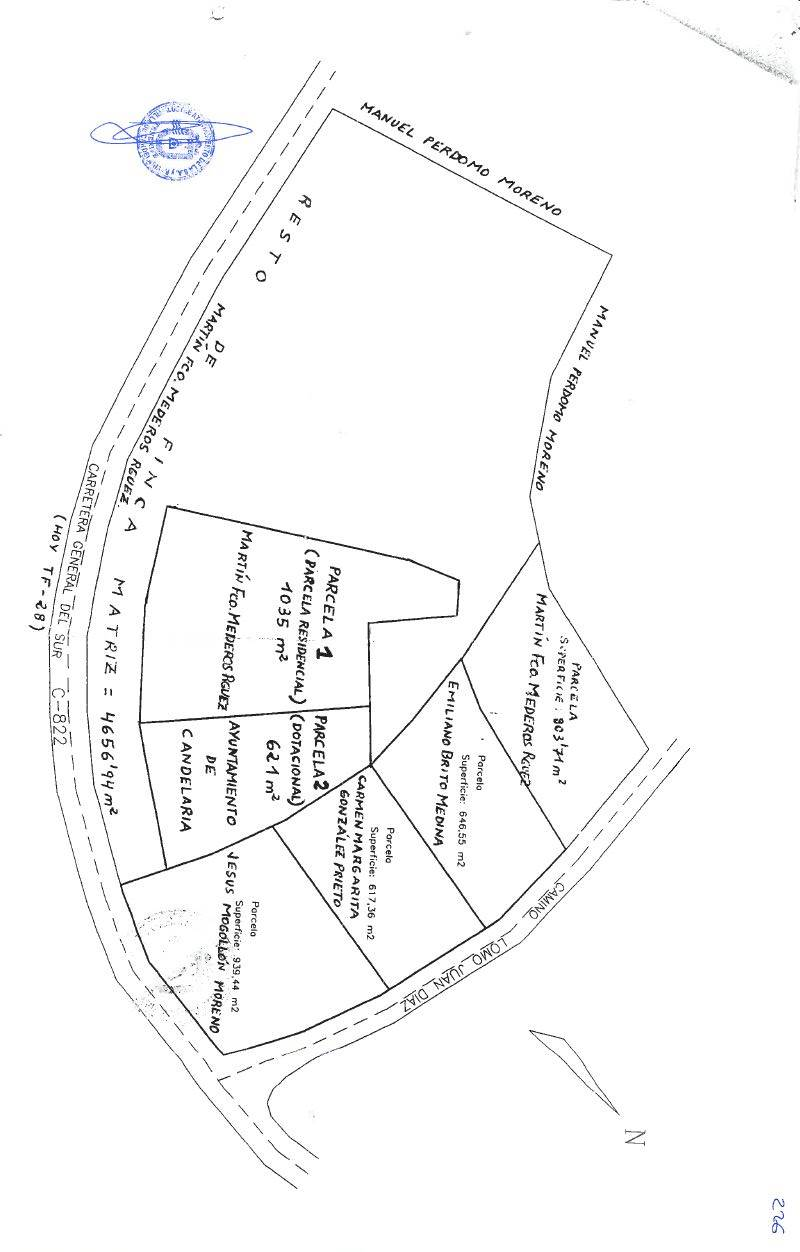 MANUEL PERDOMO MORENO
MANUEL PERDOMO MORENO
RESTO DE FINCA MATRIZ = 4656'94 m²
MARTÍN Fco. MEDEROS RGUEZ.
CARRETERA GENERAL DEL SUR C-822
(HOY TF-28)
PARCELA 1
(PARCELA RESIDENCIAL)
1035 m²
MARTÍN Fco. MEDEROS RGUEZ
PARCELA 2
(DOTACIONAL)
621 m²
AYUNTAMIENTO
DE
CANDELARIA
PARCELA
SUPERFICIE: 803'71 m²
MARTÍN Fco. MEDEROS RGUEZ
Parcela
Superficie: 646,55 m2
EMILIANO BRITO MEDINA
Parcela
Superficie: 617,36 m2
CARMEN MARGARITA
GONZÁLEZ PRIETO
Parcela
Superficie: 939,44 m2
JESUS MOGOLLÓN MORENO
CAMINO LOMO JUAN DIAZ
N
226